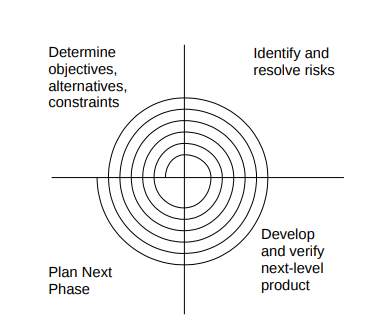 Determine
objectives,
alternatives,
constraints
Identify and
resolve risks
Plan Next
Phase
Develop
and verify
next-level
product